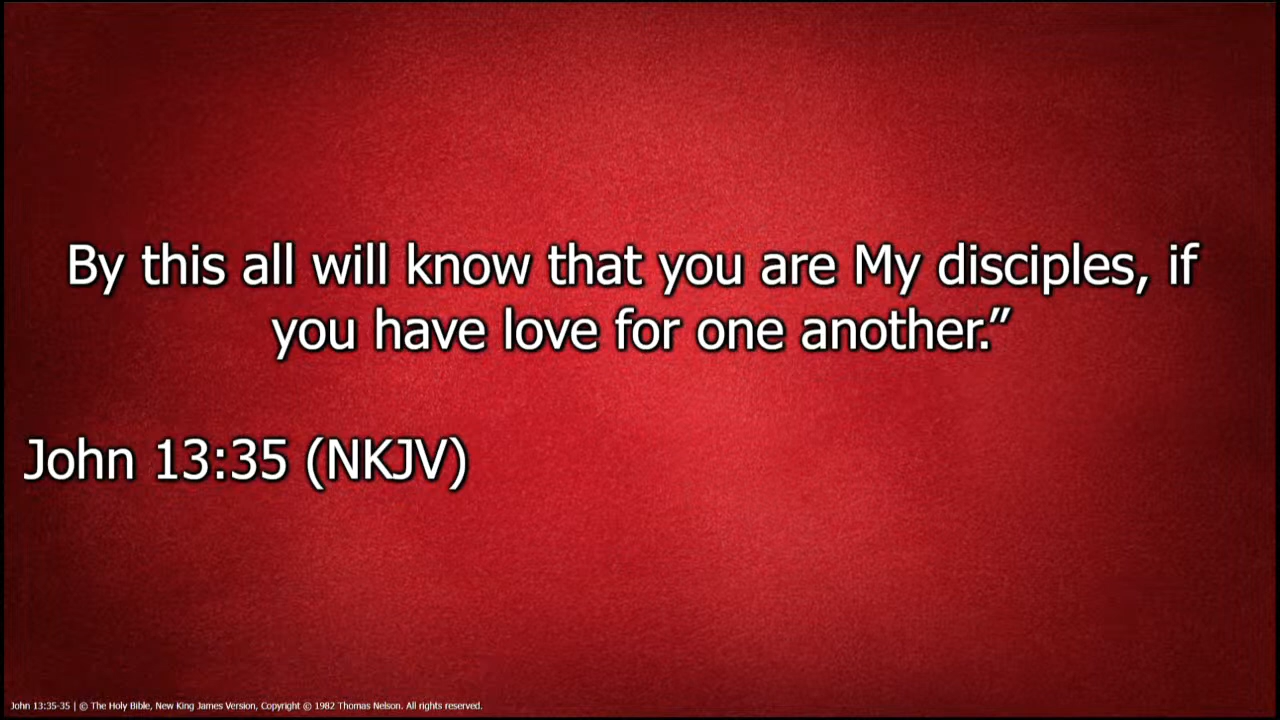 By this all will know that you are My disciples, if
you have love for one another.”
John 13:35 (NKJV)
John 13:35-35 | © The Holy Bible, New King James Version, Copyright © 1982 Thomas Nelson. All rights reserved.